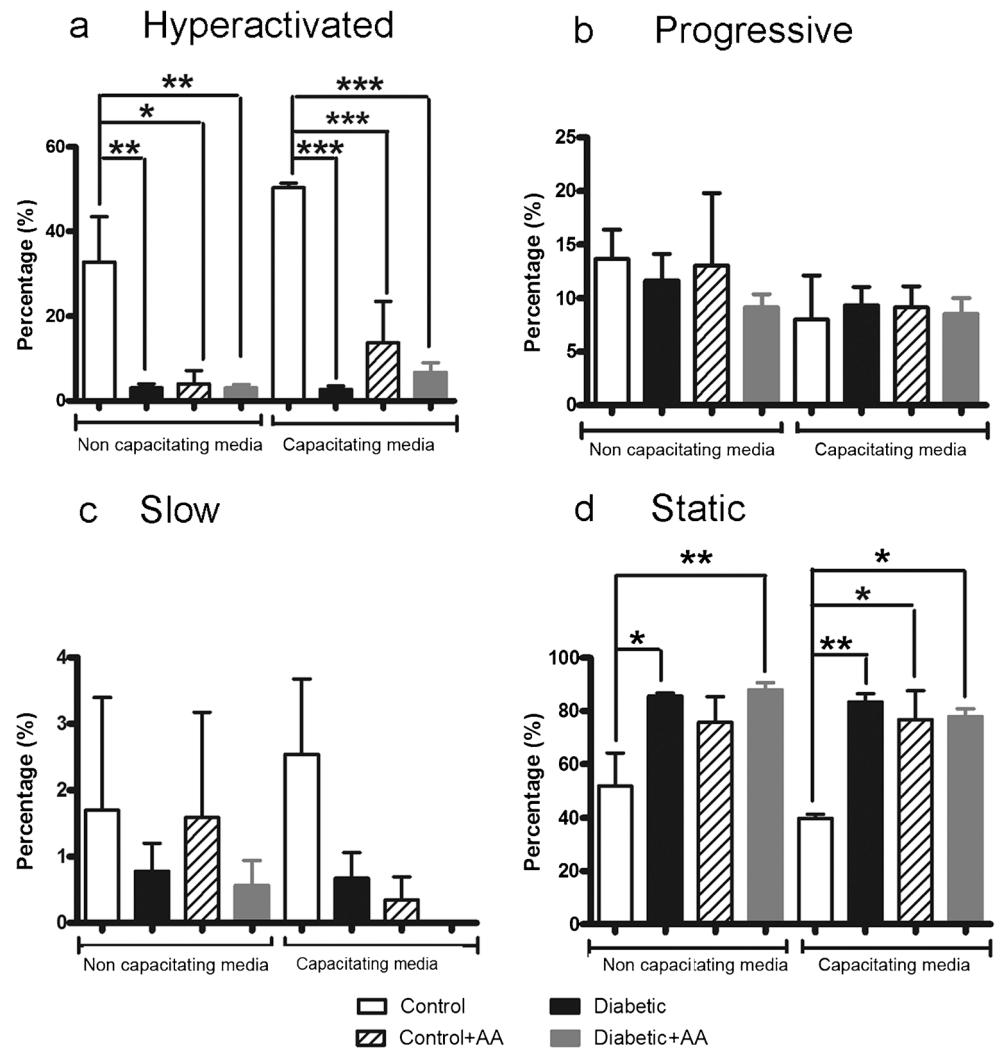 a Hyperactivated
**
***
*
***
**
***
60
40
20
0
Percentage (%)
Non capacitating media
Capacitating media
b Progressive
25
20
15
10
5
0
Percentage (%)
Non capacitating media
Capacitating media
c Slow
4
3
2
1
0
Percentage (%)
Non capacitating media
Capacitating media
d Static
**
*
*
*
**
100
80
60
40
20
0
Percentage (%)
Non capacitating media
Capacitating media
Control
Diabetic
Control+AA
Diabetic+AA